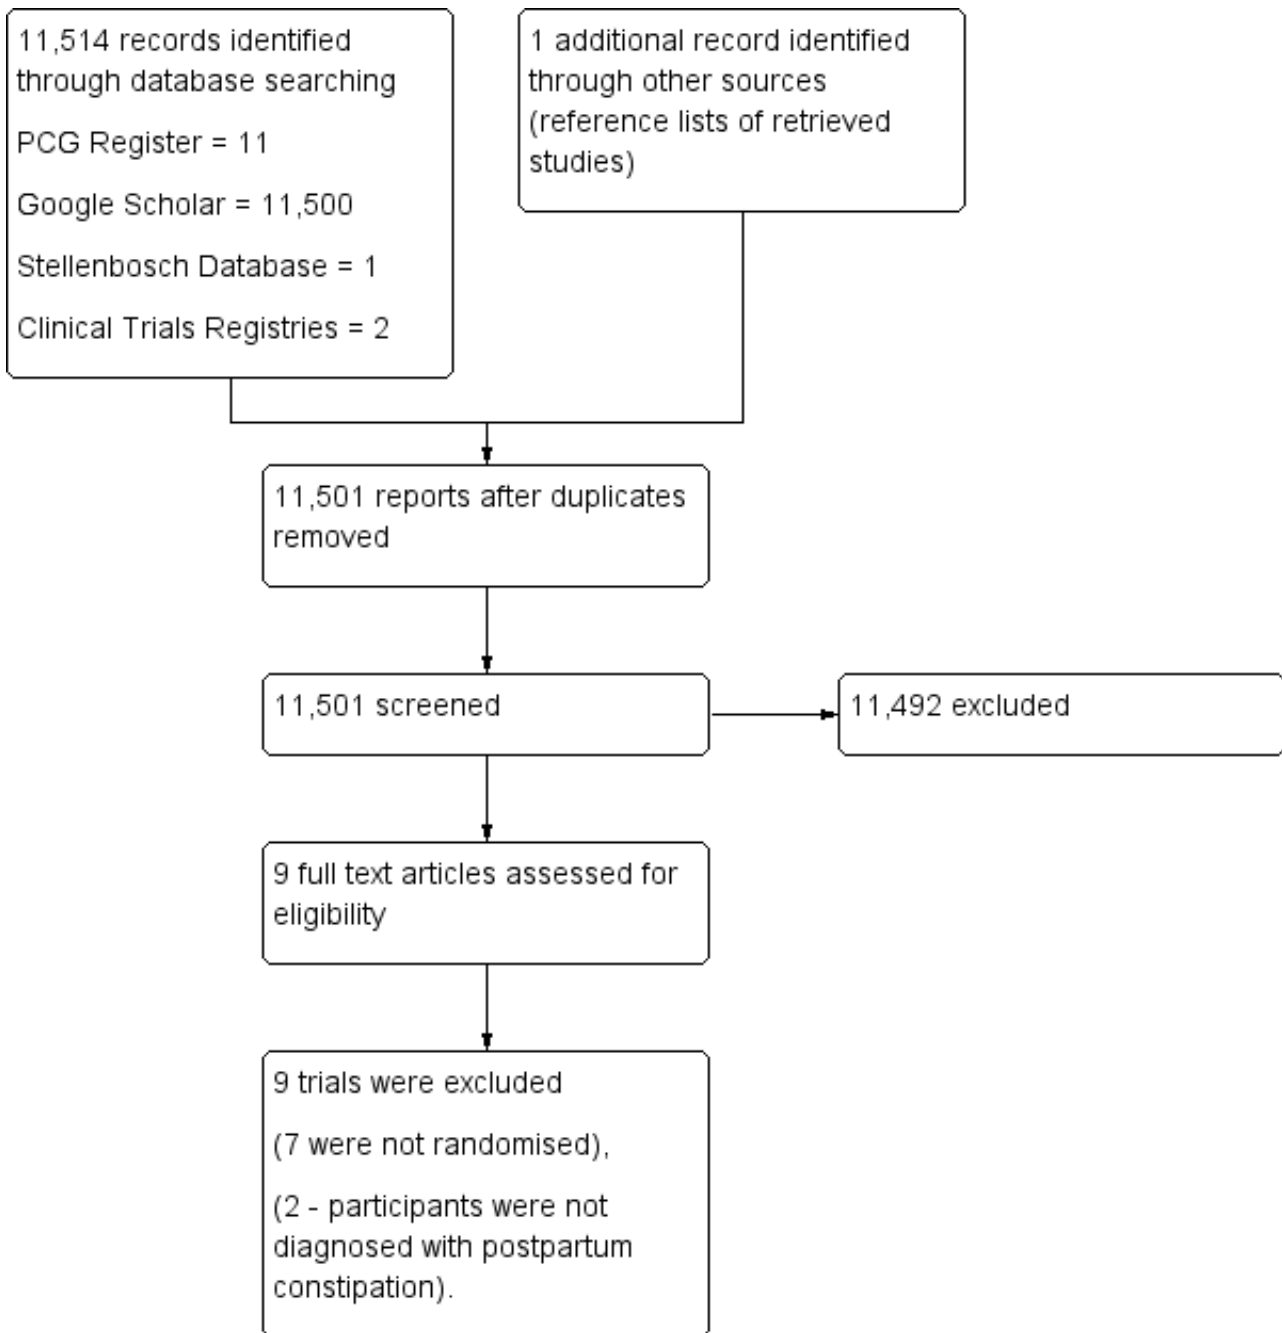 11,514 records identified
through database searching
PCG Register = 11
Google Scholar = 11,500
Stellenbosch Database = 1
Clinical Trials Registries = 2
1 additional record identified
through other sources
(reference lists of retrieved
studies)
11,501 reports after duplicates
removed
11,501 screened
11,492 excluded
9 full text articles assessed for
eligibility
9 trials were excluded
(7 were not randomised),
(2 - participants were not
diagnosed with postpartum
constipation).